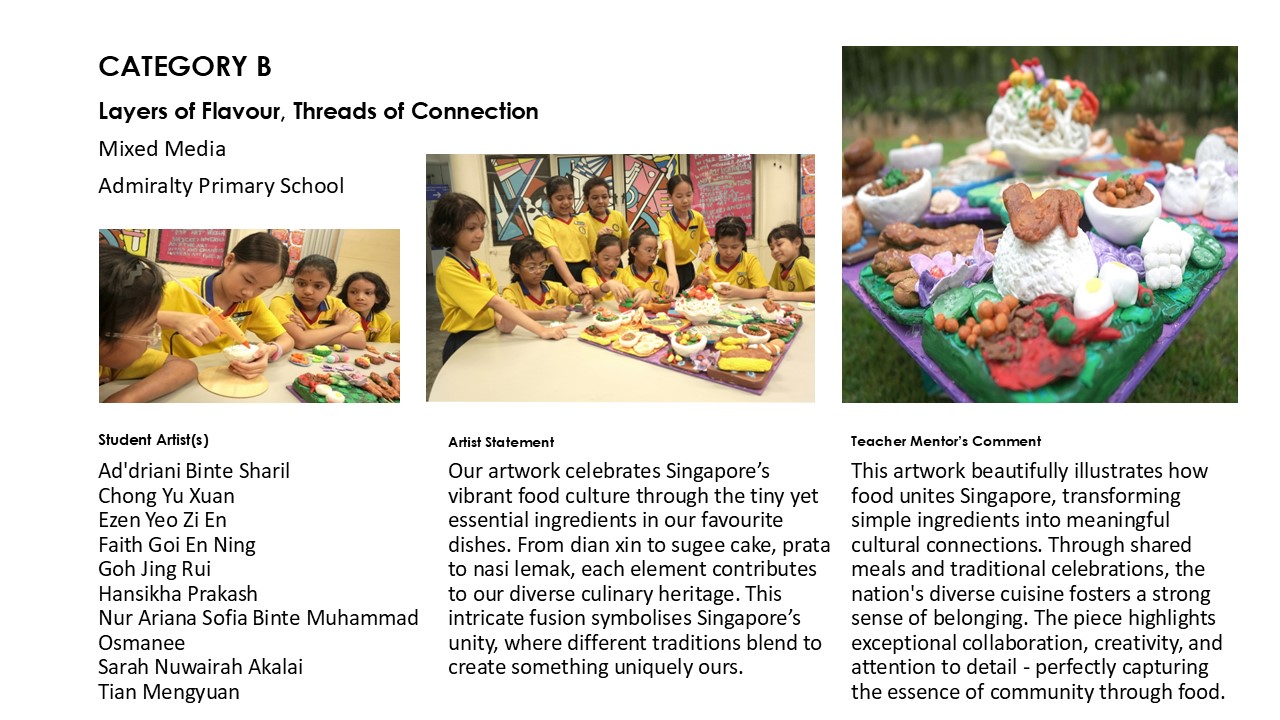 CATEGORY B
Layers of Flavour, Threads of Connection
Mixed Media
Admiralty Primary School
Student Artist(s)
Ad'driani Binte Sharil
Chong Yu Xuan
Ezen Yeo Zi En
Faith Goi En Ning
Goh Jing Rui
Hansikha Prakash
Nur Ariana Sofia Binte Muhammad
Osmanee
Sarah Nuwairah Akalai
Tian Mengyuan
Artist Statement
Our artwork celebrates Singapore’s
vibrant food culture through the tiny yet
essential ingredients in our favourite
dishes. From dian xin to sugee cake, prata
to nasi lemak, each element contributes
to our diverse culinary heritage. This
intricate fusion symbolises Singapore’s
unity, where different traditions blend to
create something uniquely ours.
Teacher Mentor’s Comment
This artwork beautifully illustrates how
food unites Singapore, transforming
simple ingredients into meaningful
cultural connections. Through shared
meals and traditional celebrations, the
nation's diverse cuisine fosters a strong
sense of belonging. The piece highlights
exceptional collaboration, creativity, and
attention to detail - perfectly capturing
the essence of community through food.